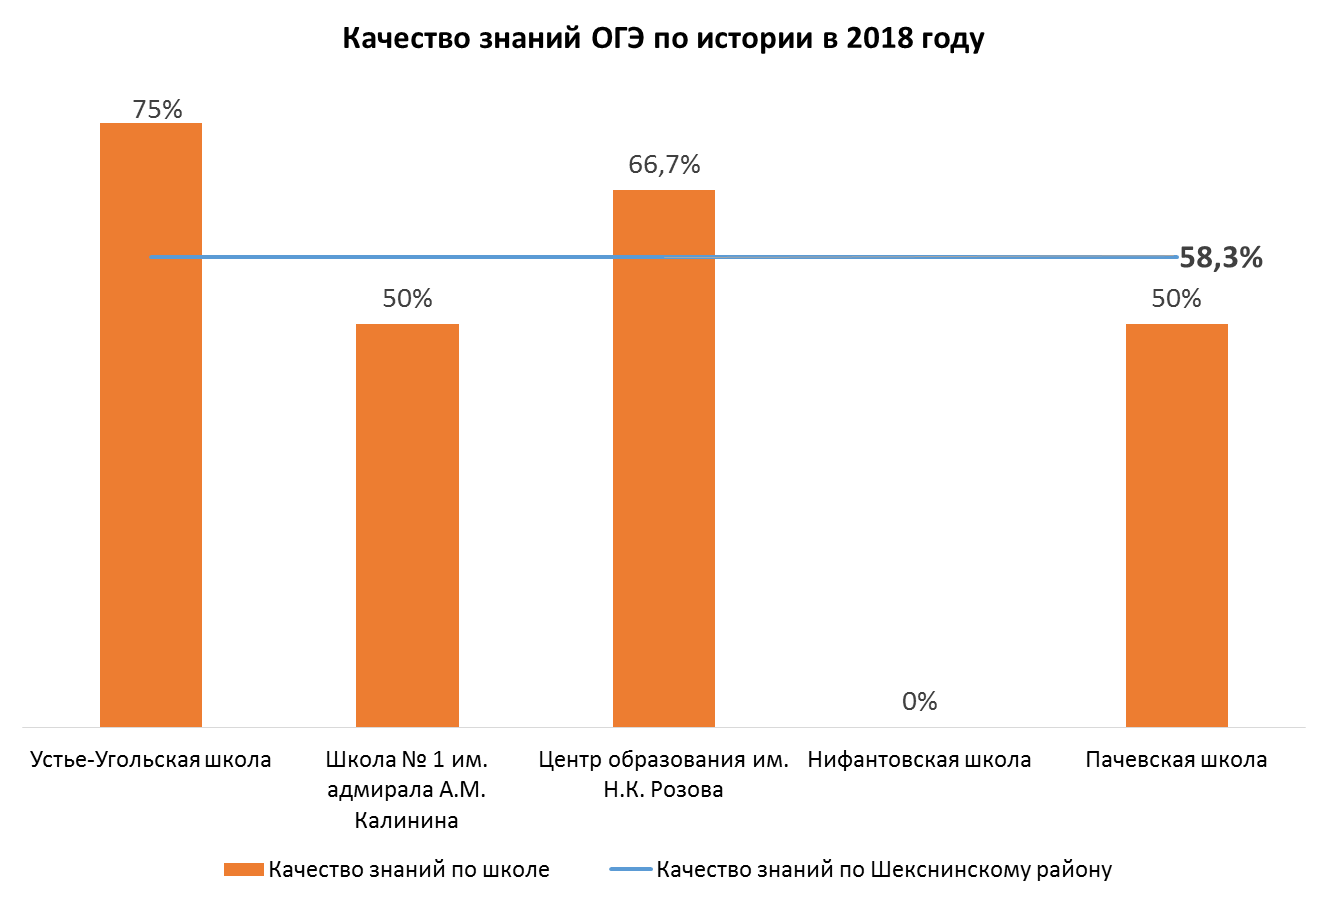 Качество знаний ОГЭ по истории в 2018 году
75%
66,7%
58,3%
50%
50%
0%
Устье-Угольская школа
Школа № 1 им.
адмирала А.М.
Калинина
Центр образования им.
Н.К. Розова
Нифантовская школа
Пачевская школа
Качество знаний по школе
Качество знаний по Шекснинскому району